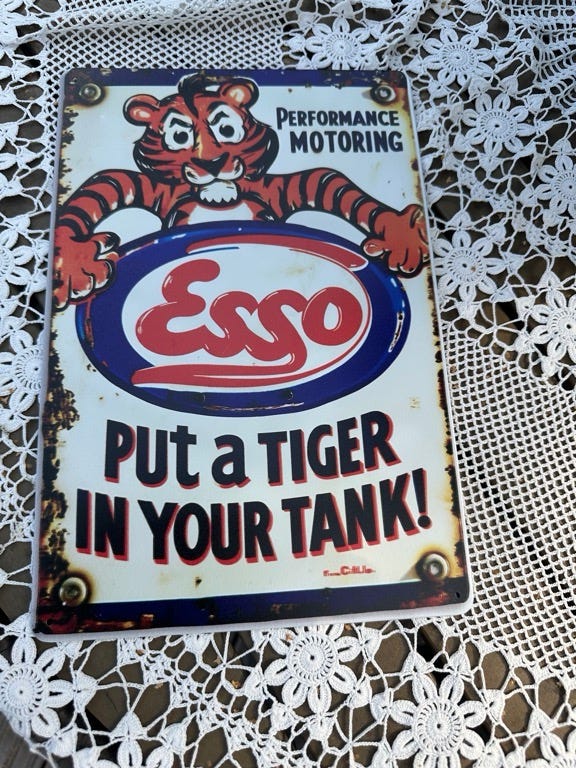 PERFORMANCE
MOTORING
Esso
PUt a TIGER
IN YOUR TANK!